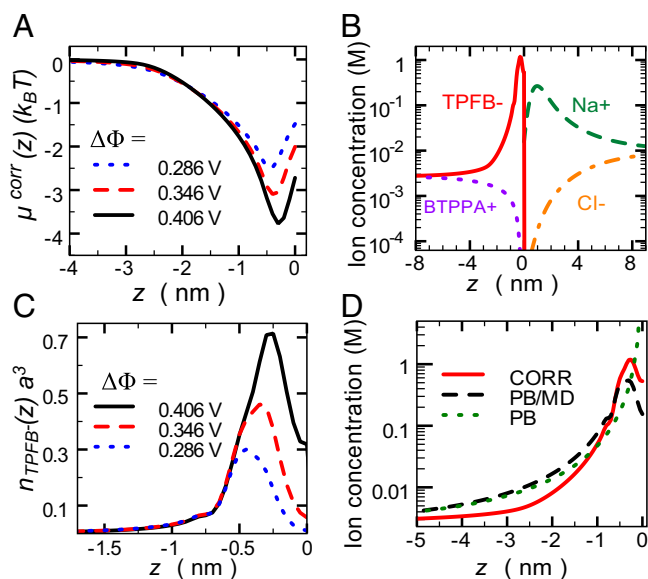 A
0
-1
-2
-3
-4
-5
μ^corr (z) (k_BT)
ΔΦ =
0.286 V
0.346 V
0.406 V
-4 -3 -2 -1 0
z ( nm )
B
10^1
10^0
10^-1
10^-2
10^-3
10^-4
Ion concentration (M)
TPFB-
Na+
BTPPA+
Cl-
-8 -4 0 4 8
z ( nm )
C
0.7
0.5
0.3
0.1
n_TPFB-(z) a^3
ΔΦ =
0.406 V
0.346 V
0.286 V
-1.5 -1 -0.5 0
z ( nm )
D
1
0.1
0.01
Ion concentration (M)
CORR
PB/MD
PB
-5 -4 -3 -2 -1 0
z ( nm )